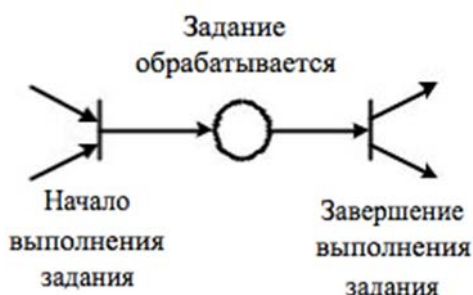 Задание
обрабатывается
Начало
выполнения
задания
Завершение
выполнения
задания